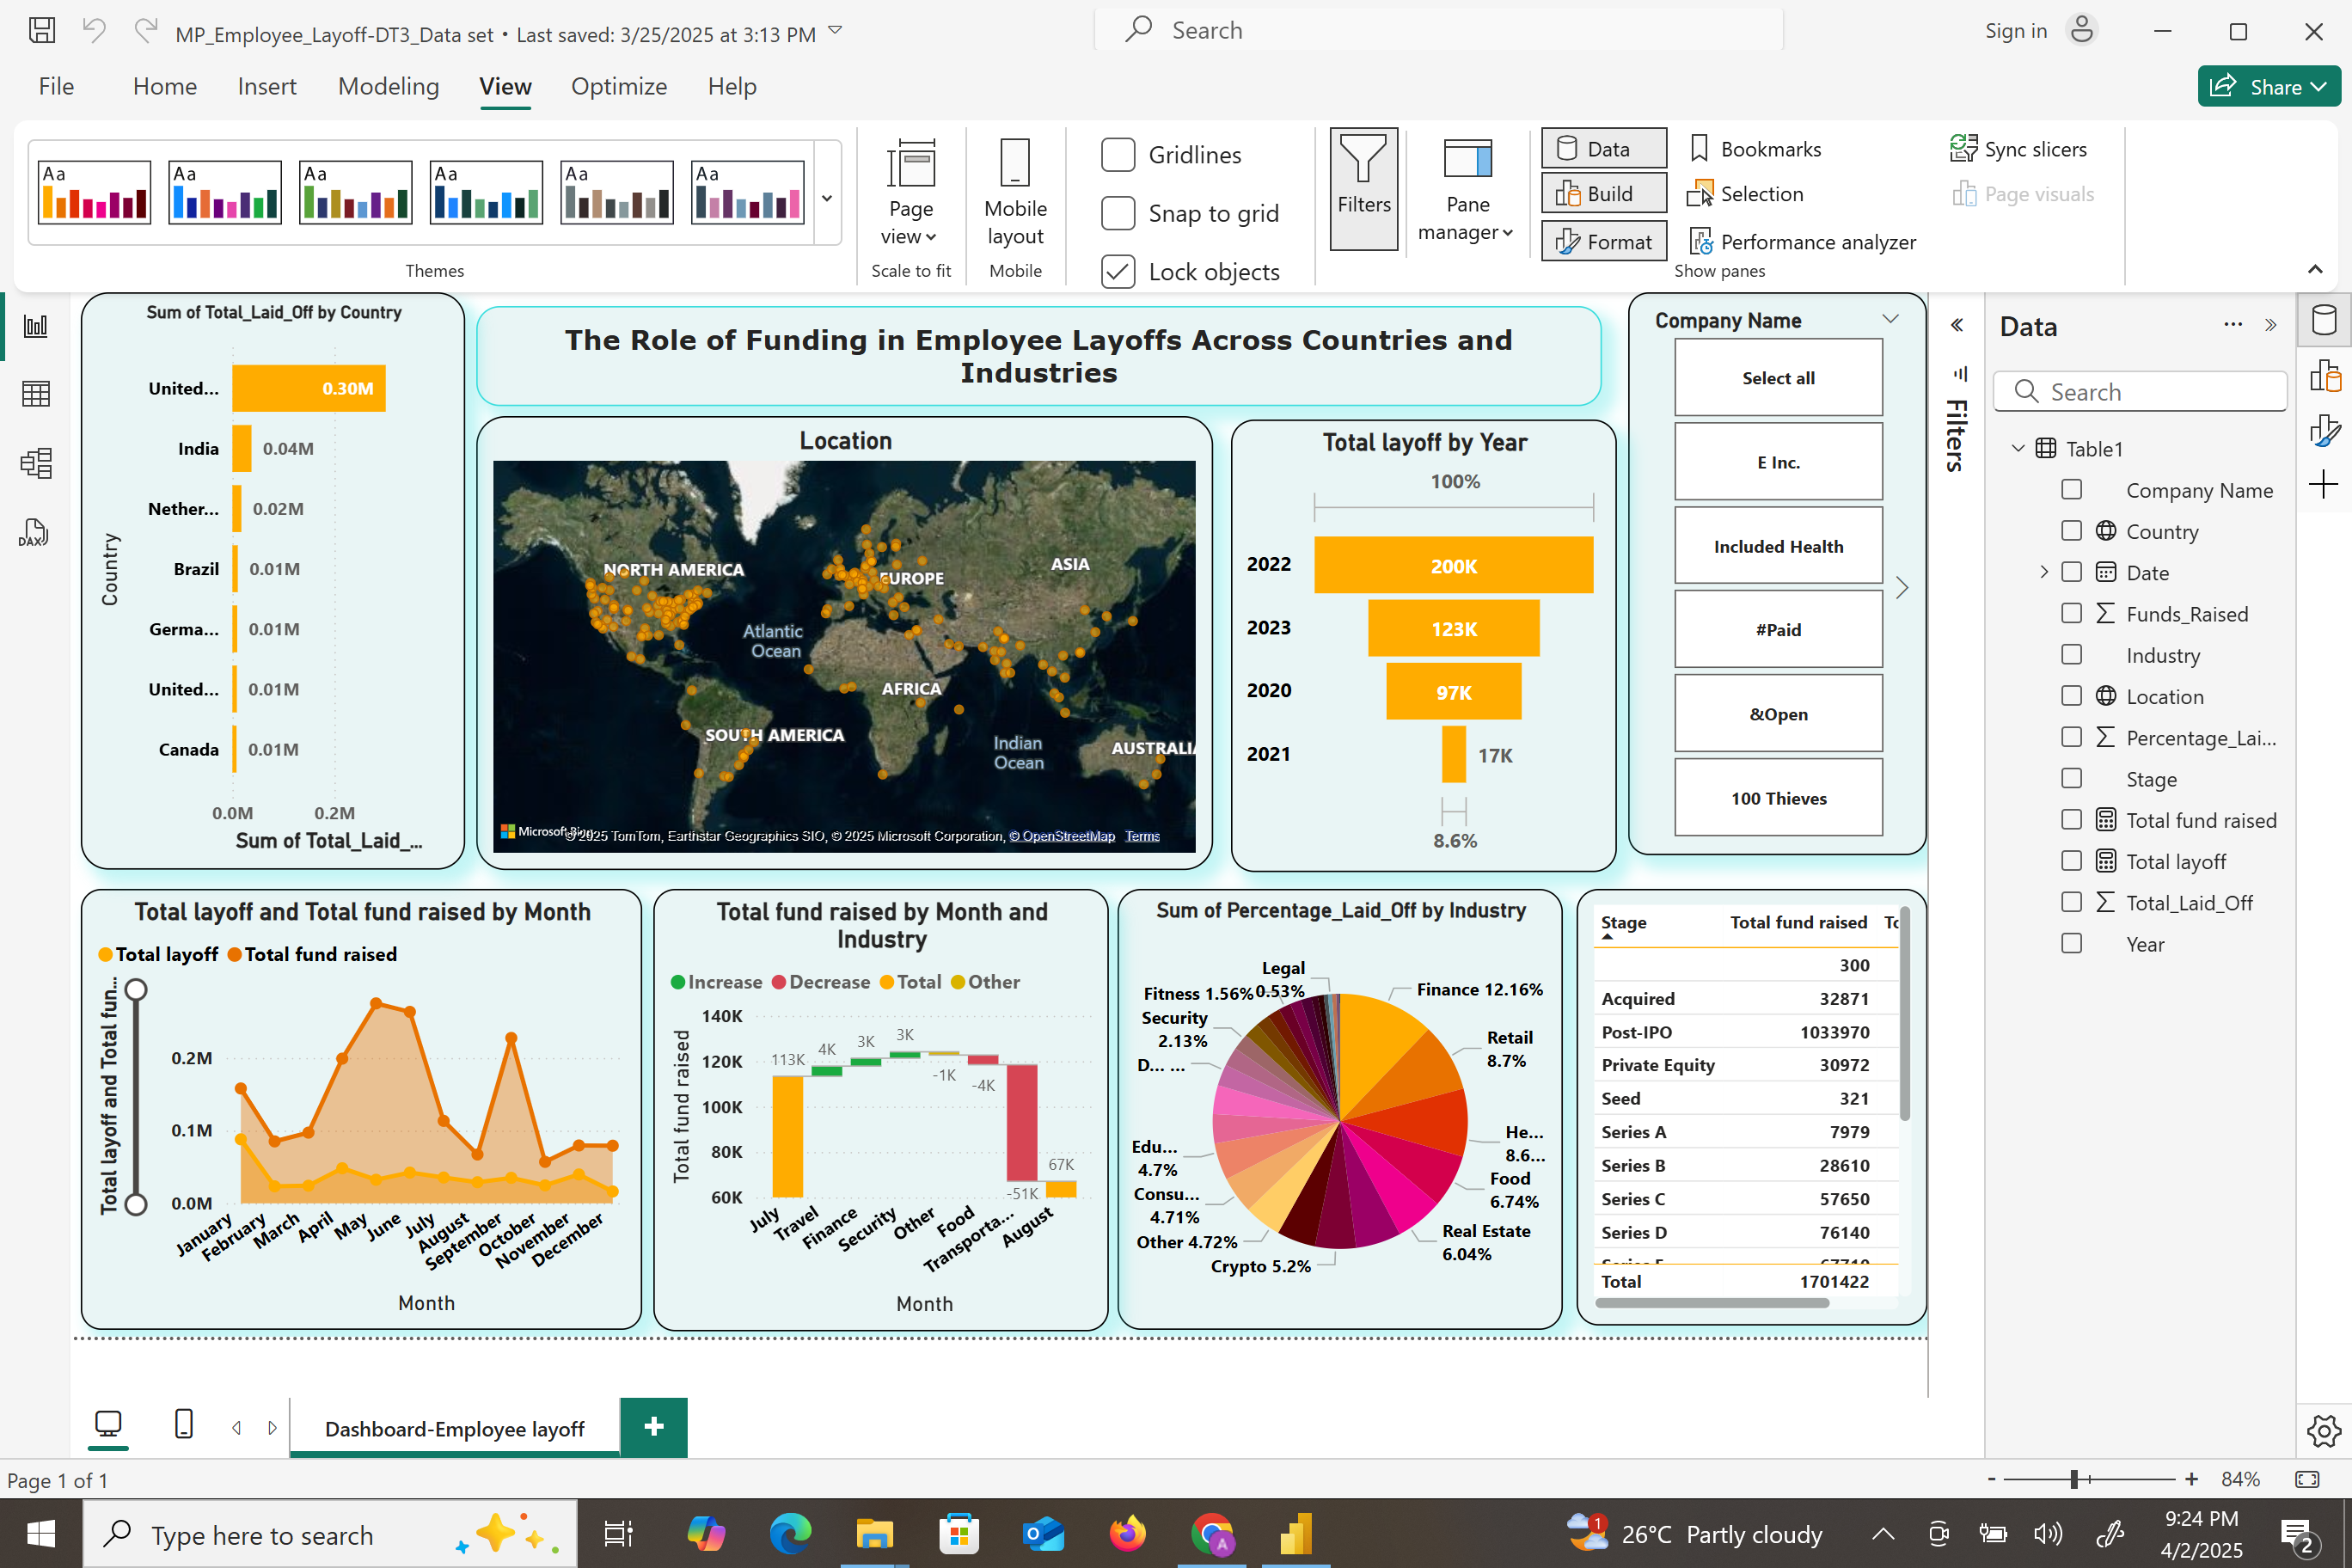 MP_Employee_Layoff-DT3_Data set • Last saved: 3/25/2025 at 3:13 PM
Search
Sign in
File Home Insert Modeling View Optimize Help
Share
Aa Aa Aa Aa Aa Aa
Themes
Page view
Scale to fit
Mobile layout
Mobile
Gridlines
Snap to grid
Lock objects
Filters
Pane manager
Data
Build
Format
Bookmarks
Selection
Performance analyzer
Sync slicers
Page visuals
Show panes
Sum of Total_Laid_Off by Country
Country
United... 0.30M
India 0.04M
Nether... 0.02M
Brazil 0.01M
Germa... 0.01M
United... 0.01M
Canada 0.01M
0.0M 0.2M
Sum of Total_Laid_...
The Role of Funding in Employee Layoffs Across Countries and
Industries
Location
NORTH AMERICA
EUROPE
ASIA
Atlantic
Ocean
AFRICA
SOUTH AMERICA
Indian
Ocean
AUSTRALIA
Microsoft Bing
© 2025 TomTom, Earthstar Geographics SIO, © 2025 Microsoft Corporation, © OpenStreetMap Terms
Total layoff by Year
100%
2022 200K
2023 123K
2020 97K
2021 17K
8.6%
Company Name
Select all
E Inc.
Included Health
#Paid
&Open
100 Thieves
Filters
Data
Search
Table1
Company Name
Country
Date
Funds_Raised
Industry
Location
Percentage_Lai...
Stage
Total fund raised
Total layoff
Total_Laid_Off
Year
DAX
Total layoff and Total fund raised by Month
Total layoff Total fund raised
Total layoff and Total fun...
0.2M
0.1M
0.0M
January February March April May June July August September October November December
Month
Total fund raised by Month and
Industry
Increase Decrease Total Other
Total fund raised
140K
120K
100K
80K
60K
113K 4K 3K 3K -1K -4K -51K 67K
July Travel Finance Security Other Food Transporta... August
Month
Sum of Percentage_Laid_Off by Industry
Legal
0.53%
Fitness 1.56%
Security
2.13%
D... ...
Edu...
4.7%
Consu...
4.71%
Other 4.72%
Crypto 5.2%
Finance 12.16%
Retail
8.7%
He...
8.6...
Food
6.74%
Real Estate
6.04%
Stage Total fund raised Tc
300
Acquired 32871
Post-IPO 1033970
Private Equity 30972
Seed 321
Series A 7979
Series B 28610
Series C 57650
Series D 76140
Total 1701422
Dashboard-Employee layoff
Page 1 of 1
- + 84%
Type here to search
1
26°C Partly cloudy
9:24 PM
4/2/2025
2